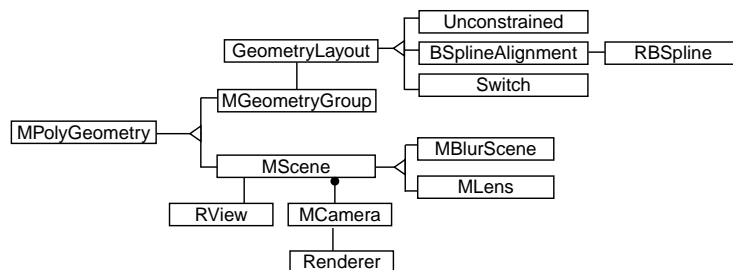 Unconstrained
GeometryLayout
BSplineAlignment
RBSpline
Switch
MGeometryGroup
MPolyGeometry
MBlurScene
MScene
MLens
RView
MCamera
Renderer